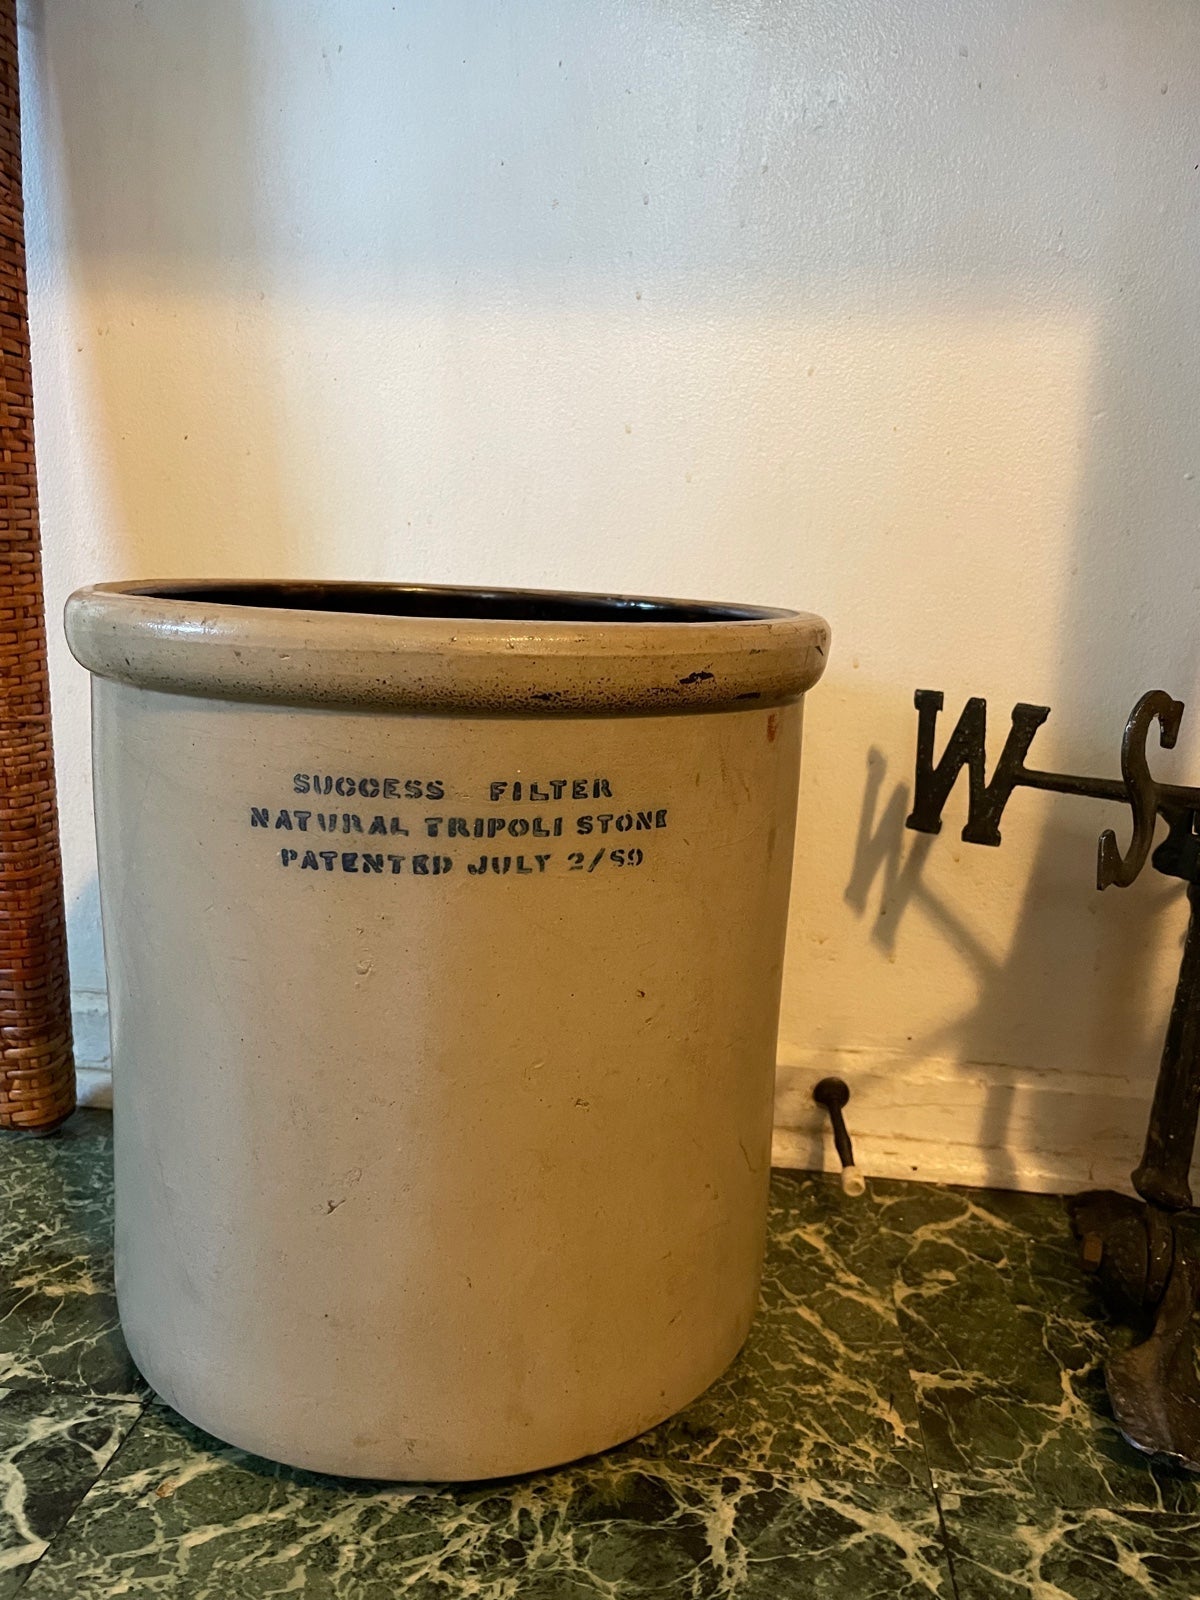 SUCCESS FILTER
NATURAL TRIPOLI STONE
PATENTED JULY 2/89
W S